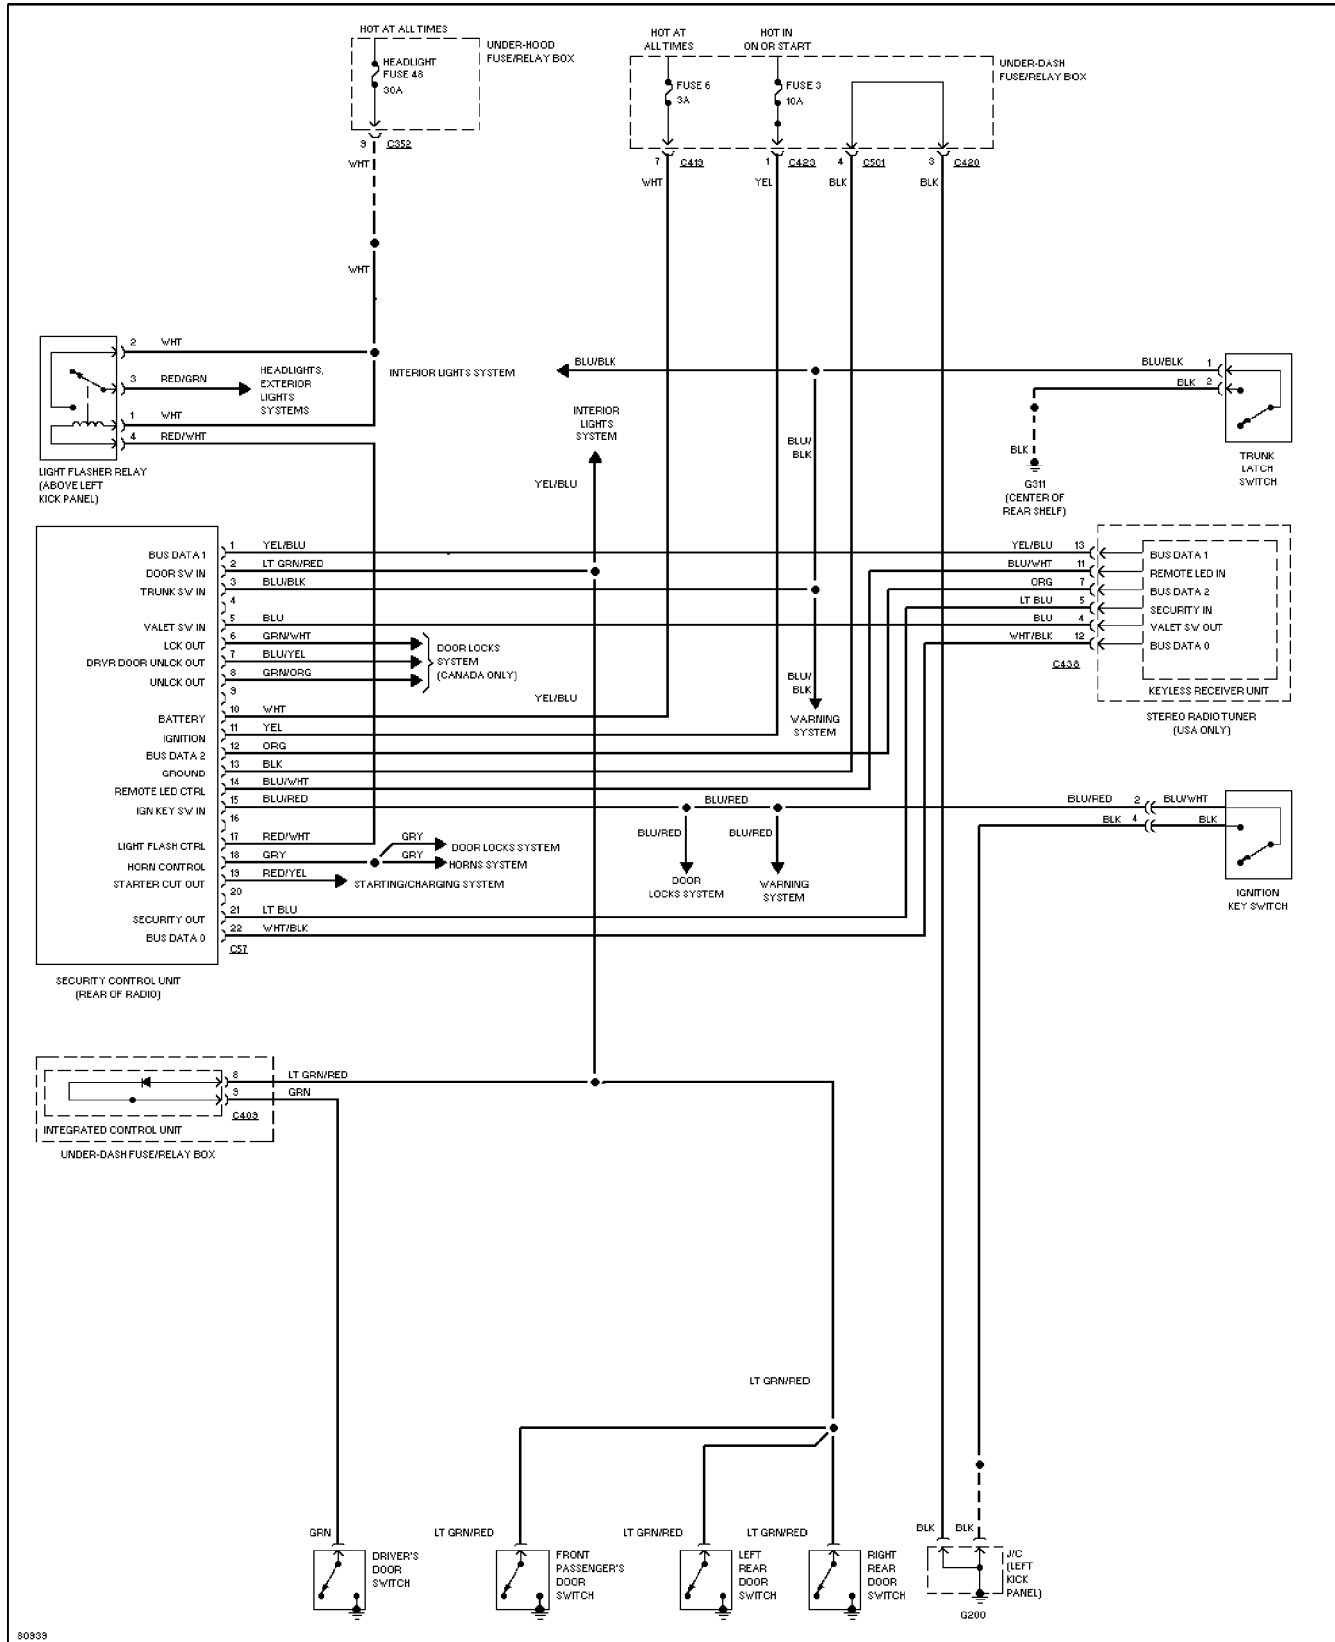 HOT AT ALL TIMES
UNDER-HOOD
FUSE/RELAY BOX
HEADLIGHT
FUSE 48
30A
9
C352
WHT
WHT
HOT AT
ALL TIMES
HOT IN
ON OR START
UNDER-DASH
FUSE/RELAY BOX
FUSE 6
3A
FUSE 3
10A
7
C419
1
C423
4
C501
3
C420
WHT
YEL
BLK
BLK
2
WHT
3
RED/GRN
1
WHT
4
RED/WHT
HEADLIGHTS,
EXTERIOR
LIGHTS
SYSTEMS
LIGHT FLASHER RELAY
(ABOVE LEFT
KICK PANEL)
INTERIOR LIGHTS SYSTEM
BLU/BLK
INTERIOR
LIGHTS
SYSTEM
YEL/BLU
BLU/
BLK
BLU/BLK
1
BLK
2
BLK
G311
(CENTER OF
REAR SHELF)
TRUNK
LATCH
SWITCH
BUS DATA 1
1
YEL/BLU
DOOR SW IN
2
LT GRN/RED
TRUNK SW IN
3
BLU/BLK
4
VALET SW IN
5
BLU
LCK OUT
6
GRN/WHT
DRVR DOOR UNLCK OUT
7
BLU/YEL
UNLCK OUT
8
GRN/ORG
9
BATTERY
10
WHT
IGNITION
11
YEL
BUS DATA 2
12
ORG
GROUND
13
BLK
REMOTE LED CTRL
14
BLU/WHT
IGN KEY SW IN
15
BLU/RED
16
LIGHT FLASH CTRL
17
RED/WHT
HORN CONTROL
18
GRY
STARTER CUT OUT
19
RED/YEL
20
SECURITY OUT
21
LT BLU
BUS DATA 0
22
WHT/BLK
C57
SECURITY CONTROL UNIT
(REAR OF RADIO)
DOOR LOCKS
SYSTEM
(CANADA ONLY)
YEL/BLU
BLU/
BLK
WARNING
SYSTEM
YEL/BLU
13
BUS DATA 1
BLU/WHT
11
REMOTE LED IN
ORG
7
BUS DATA 2
LT BLU
5
SECURITY IN
BLU
4
VALET SW OUT
WHT/BLK
12
BUS DATA 0
C438
KEYLESS RECEIVER UNIT
STEREO RADIO TUNER
(USA ONLY)
GRY
DOOR LOCKS SYSTEM
GRY
HORNS SYSTEM
STARTING/CHARGING SYSTEM
BLU/RED
BLU/RED
BLU/RED
DOOR
LOCKS SYSTEM
WARNING
SYSTEM
BLU/RED
2
BLU/WHT
BLK
4
BLK
IGNITION
KEY SWITCH
8
LT GRN/RED
9
GRN
C409
INTEGRATED CONTROL UNIT
UNDER-DASH FUSE/RELAY BOX
LT GRN/RED
GRN
DRIVER'S
DOOR
SWITCH
LT GRN/RED
FRONT
PASSENGER'S
DOOR
SWITCH
LT GRN/RED
LEFT
REAR
DOOR
SWITCH
LT GRN/RED
RIGHT
REAR
DOOR
SWITCH
BLK
BLK
J/C
(LEFT
KICK
PANEL)
G200
80939